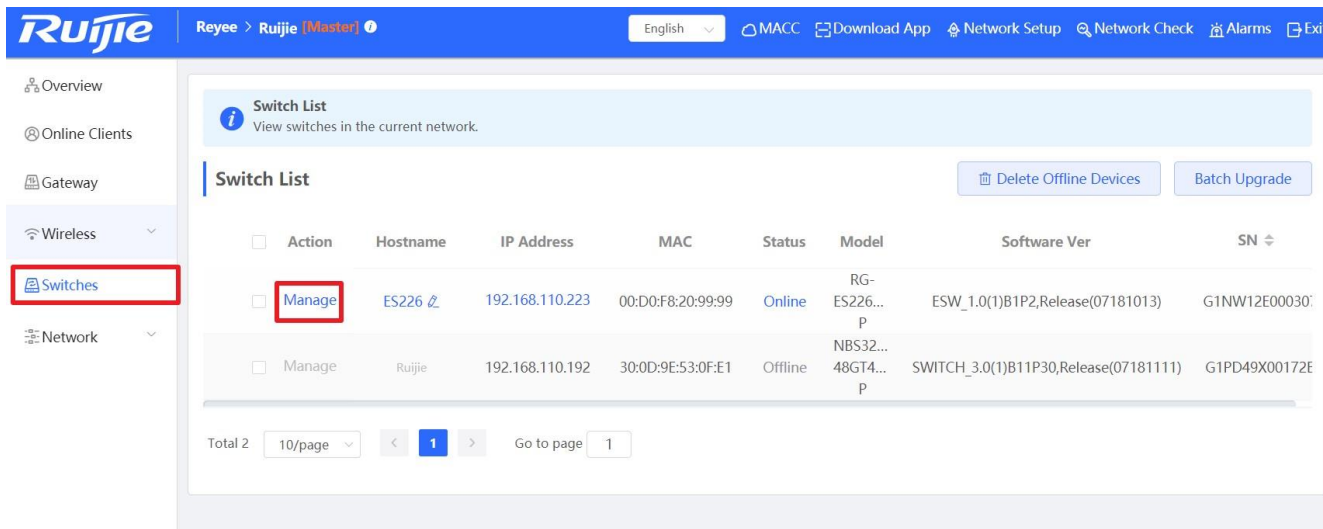 Ruijie
Reyee > Ruijie [Master]
English
MACC
Download App
Network Setup
Network Check
Alarms
Exi
Overview
Online Clients
Gateway
Wireless
Switches
Network
Switch List
View switches in the current network.
Switch List
Delete Offline Devices
Batch Upgrade
Action Hostname IP Address MAC Status Model Software Ver SN
Manage ES226 192.168.110.223 00:D0:F8:20:99:99 Online RG-
ES226...
P ESW_1.0(1)B1P2,Release(07181013) G1NW12E000307
Manage Ruijie 192.168.110.192 30:0D:9E:53:0F:E1 Offline NBS32...
48GT4...
P SWITCH_3.0(1)B11P30,Release(07181111) G1PD49X00172E
Total 2 10/page < 1 > Go to page 1